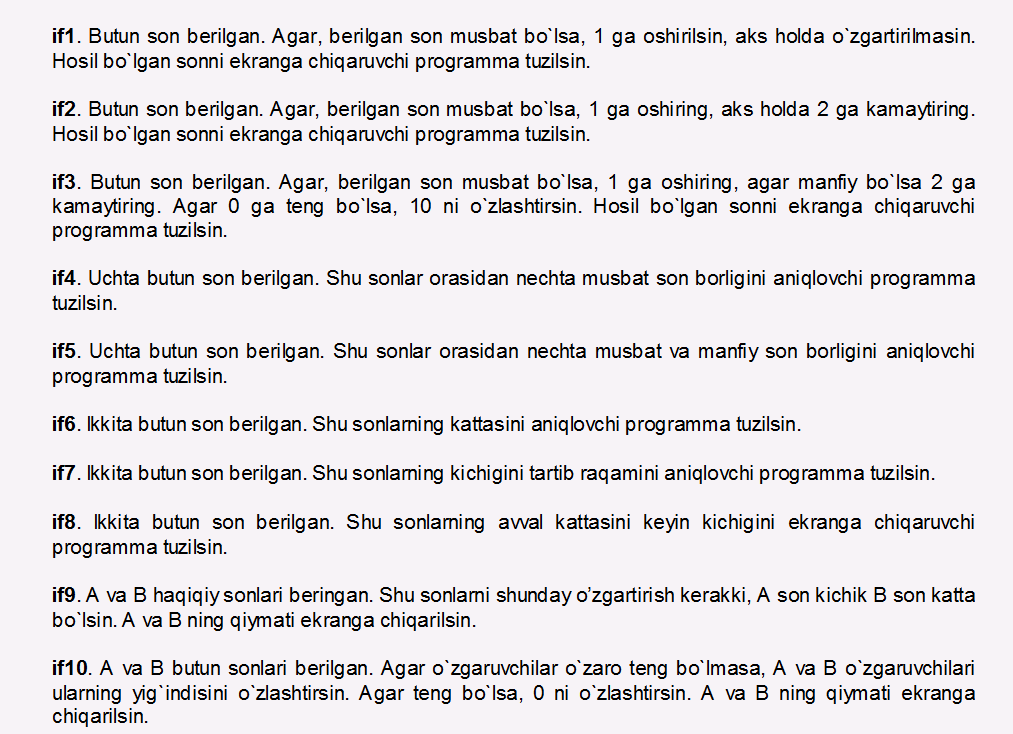 if1. Butun son berilgan. Agar, berilgan son musbat bo`lsa, 1 ga oshirilsin, aks holda o`zgartirilmasin.
Hosil bo`lgan sonni ekranga chiqaruvchi programma tuzilsin.
if2. Butun son berilgan. Agar, berilgan son musbat bo`lsa, 1 ga oshiring, aks holda 2 ga kamaytiring.
Hosil bo`lgan sonni ekranga chiqaruvchi programma tuzilsin.
if3. Butun son berilgan. Agar, berilgan son musbat bo`lsa, 1 ga oshiring, agar manfiy bo`lsa 2 ga
kamaytiring. Agar 0 ga teng bo`lsa, 10 ni o`zlashtirsin. Hosil bo`lgan sonni ekranga chiqaruvchi
programma tuzilsin.
if4. Uchta butun son berilgan. Shu sonlar orasidan nechta musbat son borligini aniqlovchi programma
tuzilsin.
if5. Uchta butun son berilgan. Shu sonlar orasidan nechta musbat va manfiy son borligini aniqlovchi
programma tuzilsin.
if6. Ikkita butun son berilgan. Shu sonlarning kattasini aniqlovchi programma tuzilsin.
if7. Ikkita butun son berilgan. Shu sonlarning kichigini tartib raqamini aniqlovchi programma tuzilsin.
if8. Ikkita butun son berilgan. Shu sonlarning avval kattasini keyin kichigini ekranga chiqaruvchi
programma tuzilsin.
if9. A va B haqiqiy sonlari beringan. Shu sonlarni shunday o’zgartirish kerakki, A son kichik B son katta
bo`lsin. A va B ning qiymati ekranga chiqarilsin.
if10. A va B butun sonlari berilgan. Agar o`zgaruvchilar o`zaro teng bo`lmasa, A va B o`zgaruvchilari
ularning yig`indisini o`zlashtirsin. Agar teng bo`lsa, 0 ni o`zlashtirsin. A va B ning qiymati ekranga
chiqarilsin.